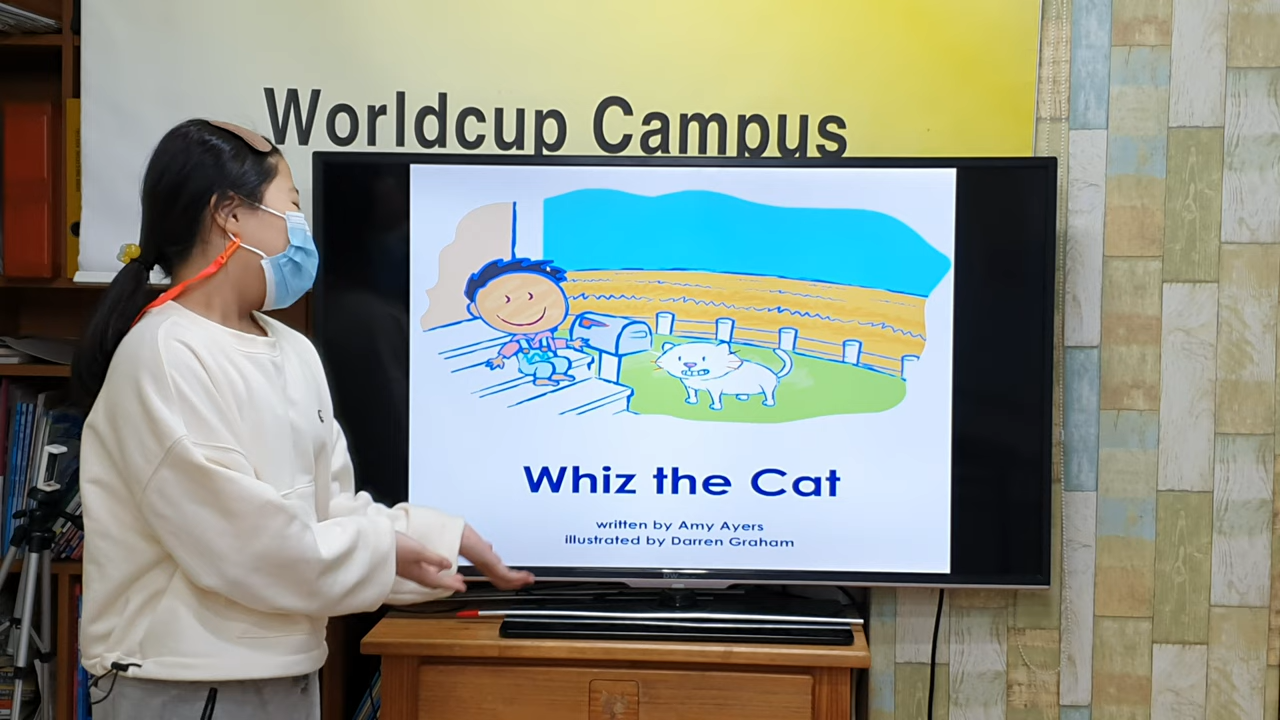 Worldcup Campus
Whiz the Cat
written by Amy Ayers
illustrated by Darren Graham